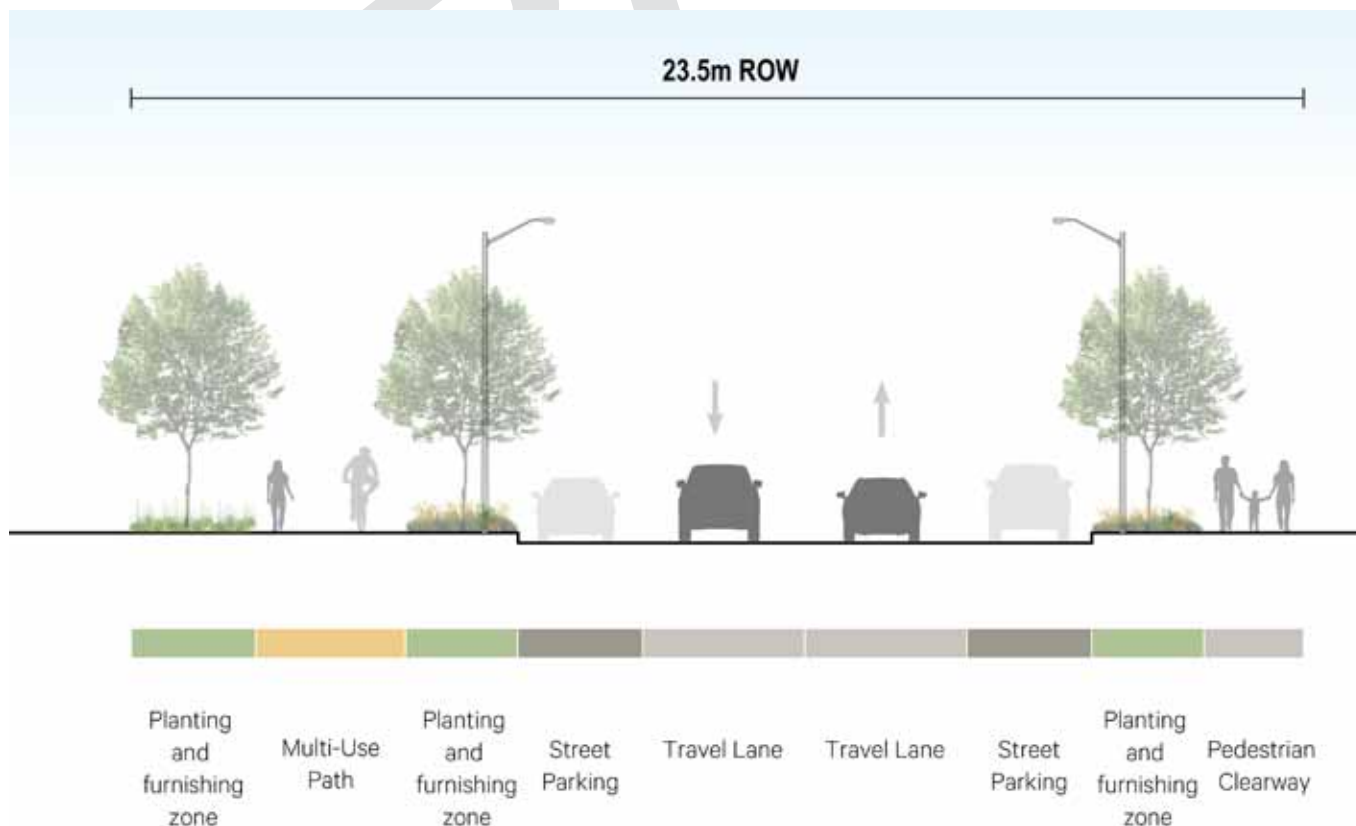 23.5m ROW
Planting
and
furnishing
zone
Multi-Use
Path
Planting
and
furnishing
zone
Street
Parking
Travel Lane
Travel Lane
Street
Parking
Planting
and
furnishing
zone
Pedestrian
Clearway